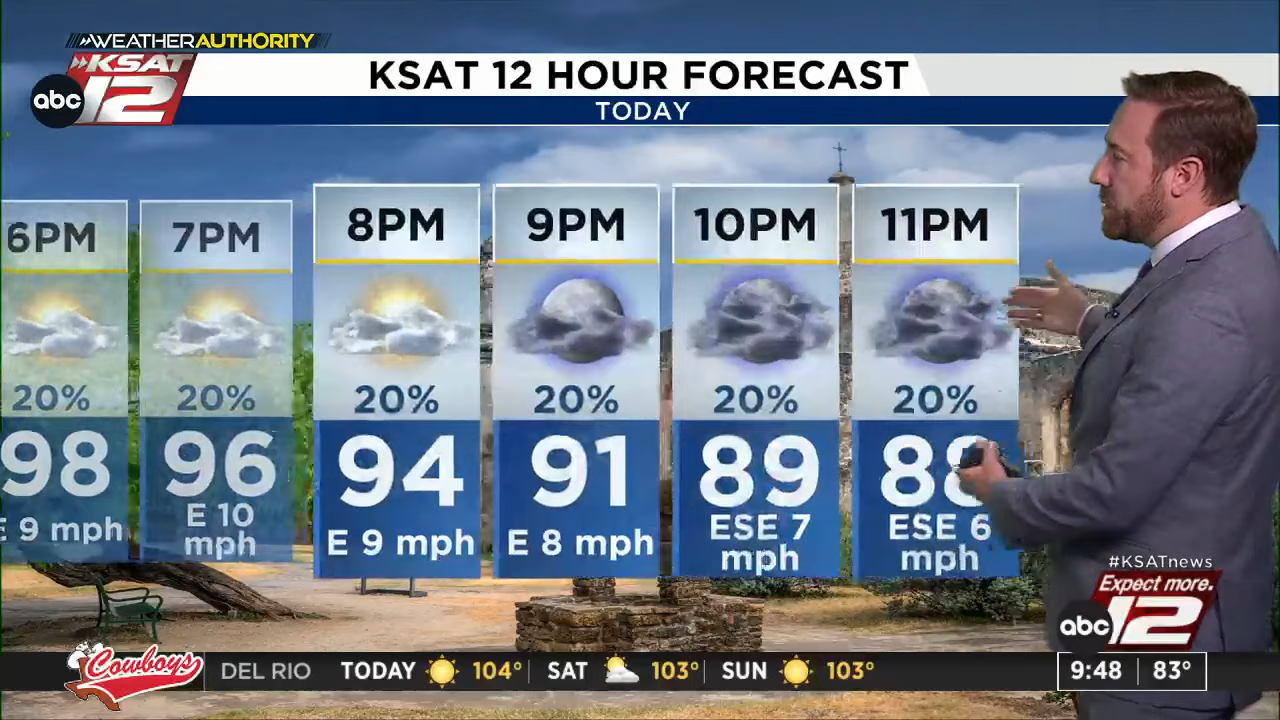 WEATHERAUTHORITY
KSAT
abc 12
KSAT 12 HOUR FORECAST
TODAY
6PM 7PM 8PM 9PM 10PM 11PM
20% 20% 20% 20% 20% 20%
98 96 94 91 89 88
E 9 mph E 10 mph E 9 mph E 8 mph ESE 7 mph ESE 6 mph
#KSATnews
Expect more.
abc 12
Cowboys DEL RIO TODAY 104° SAT 103° SUN 103° 9:48 83°